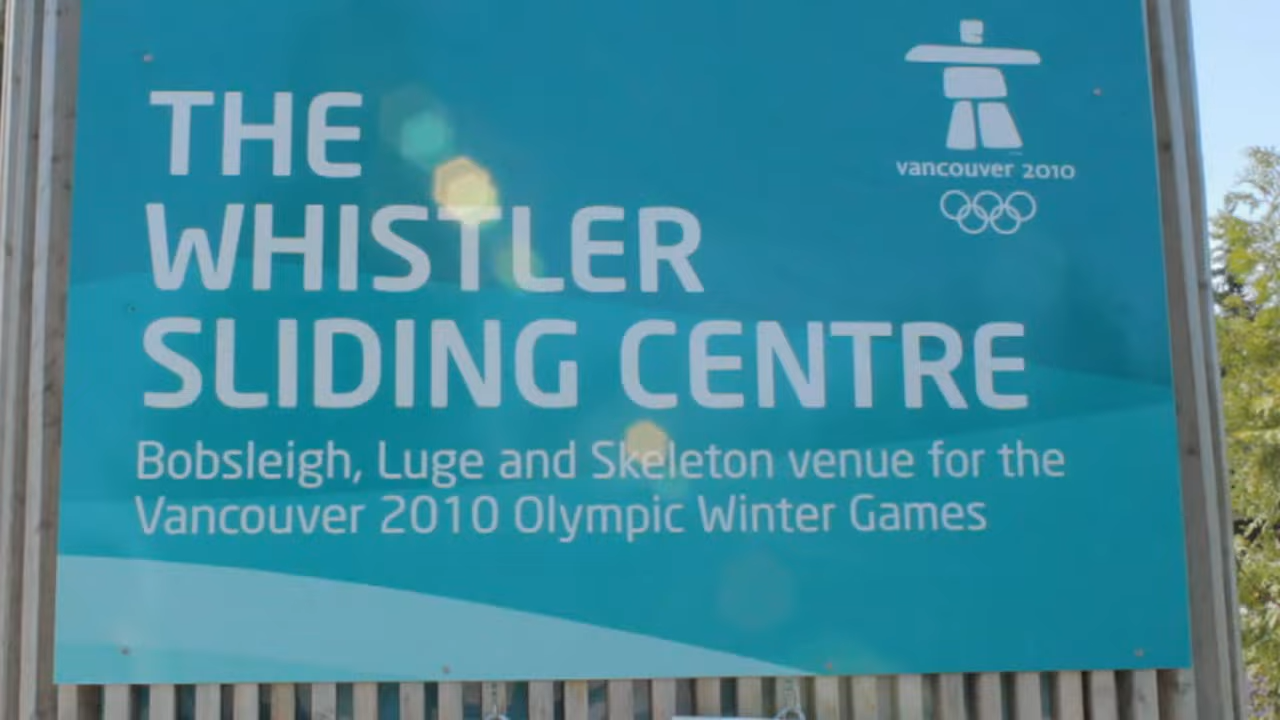 THE
WHISTLER
SLIDING CENTRE
Bobsleigh, Luge and Skeleton venue for the
Vancouver 2010 Olympic Winter Games
vancouver 2010